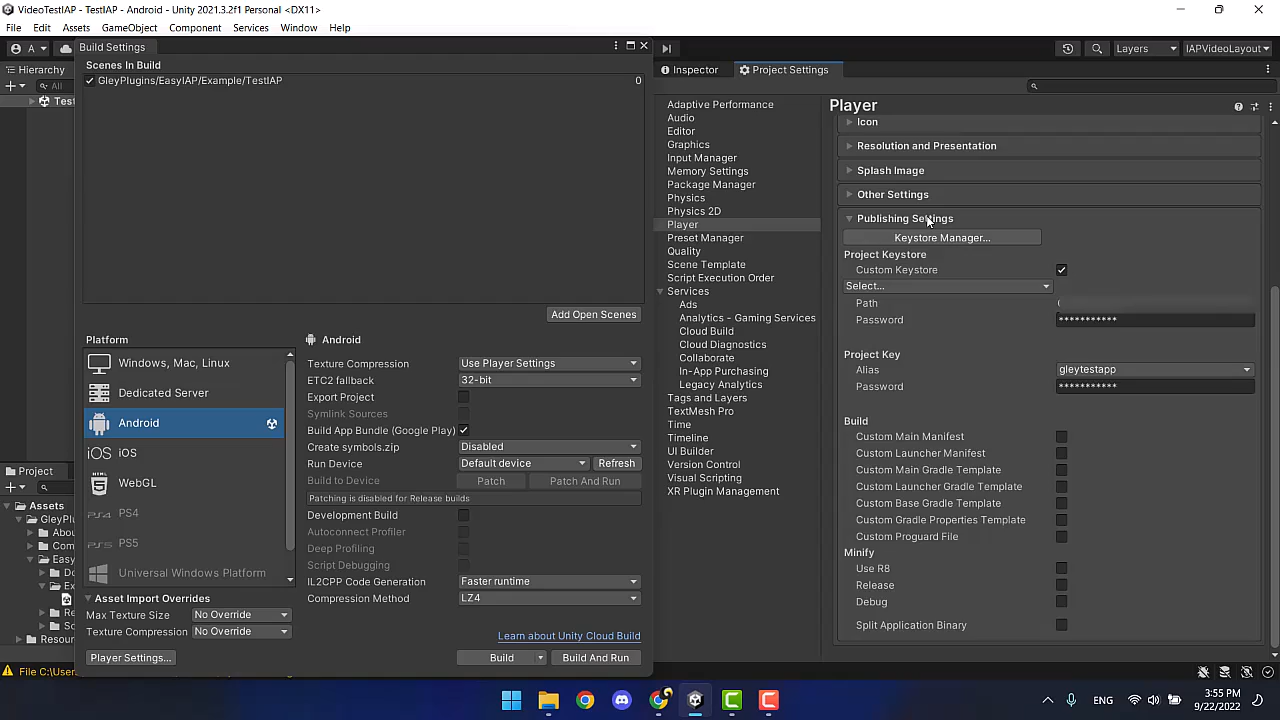 VideoTestIAP - TestIAP - Android - Unity 2021.3.2f1 Personal <DX11>
File Edit Assets GameObject Component Services Window Help
A Layers IAPVideoLayout
Hierarchy
All
Test
Build Settings
Scenes In Build
GleyPlugins/EasyIAP/Example/TestIAP 0
Add Open Scenes
Platform
Windows, Mac, Linux
Dedicated Server
Android
iOS
WebGL
PS4
PS5
Universal Windows Platform
Asset Import Overrides
Max Texture Size No Override
Texture Compression No Override
Player Settings...
Android
Texture Compression Use Player Settings
ETC2 fallback 32-bit
Export Project
Symlink Sources
Build App Bundle (Google Play)
Create symbols.zip Disabled
Run Device Default device Refresh
Build to Device Patch Patch And Run
Patching is disabled for Release builds
Development Build
Autoconnect Profiler
Deep Profiling
Script Debugging
IL2CPP Code Generation Faster runtime
Compression Method LZ4
Learn about Unity Cloud Build
Build Build And Run
Project
Assets
GleyPlu
Abou
Com
Easy
Do
Ex
Re
Sc
Resour
File C:\User
Inspector Project Settings
Adaptive Performance
Audio
Editor
Graphics
Input Manager
Memory Settings
Package Manager
Physics
Physics 2D
Player
Preset Manager
Quality
Scene Template
Script Execution Order
Services
Ads
Analytics - Gaming Services
Cloud Build
Cloud Diagnostics
Collaborate
In-App Purchasing
Legacy Analytics
Tags and Layers
TextMesh Pro
Time
Timeline
UI Builder
Version Control
Visual Scripting
XR Plugin Management
Player
Icon
Resolution and Presentation
Splash Image
Other Settings
Publishing Settings
Keystore Manager...
Project Keystore
Custom Keystore
Select...
Path
Password ***********
Project Key
Alias gleytestapp
Password ***********
Build
Custom Main Manifest
Custom Launcher Manifest
Custom Main Gradle Template
Custom Launcher Gradle Template
Custom Base Gradle Template
Custom Gradle Properties Template
Custom Proguard File
Minify
Use R8
Release
Debug
Split Application Binary
ENG
3:55 PM
9/22/2022